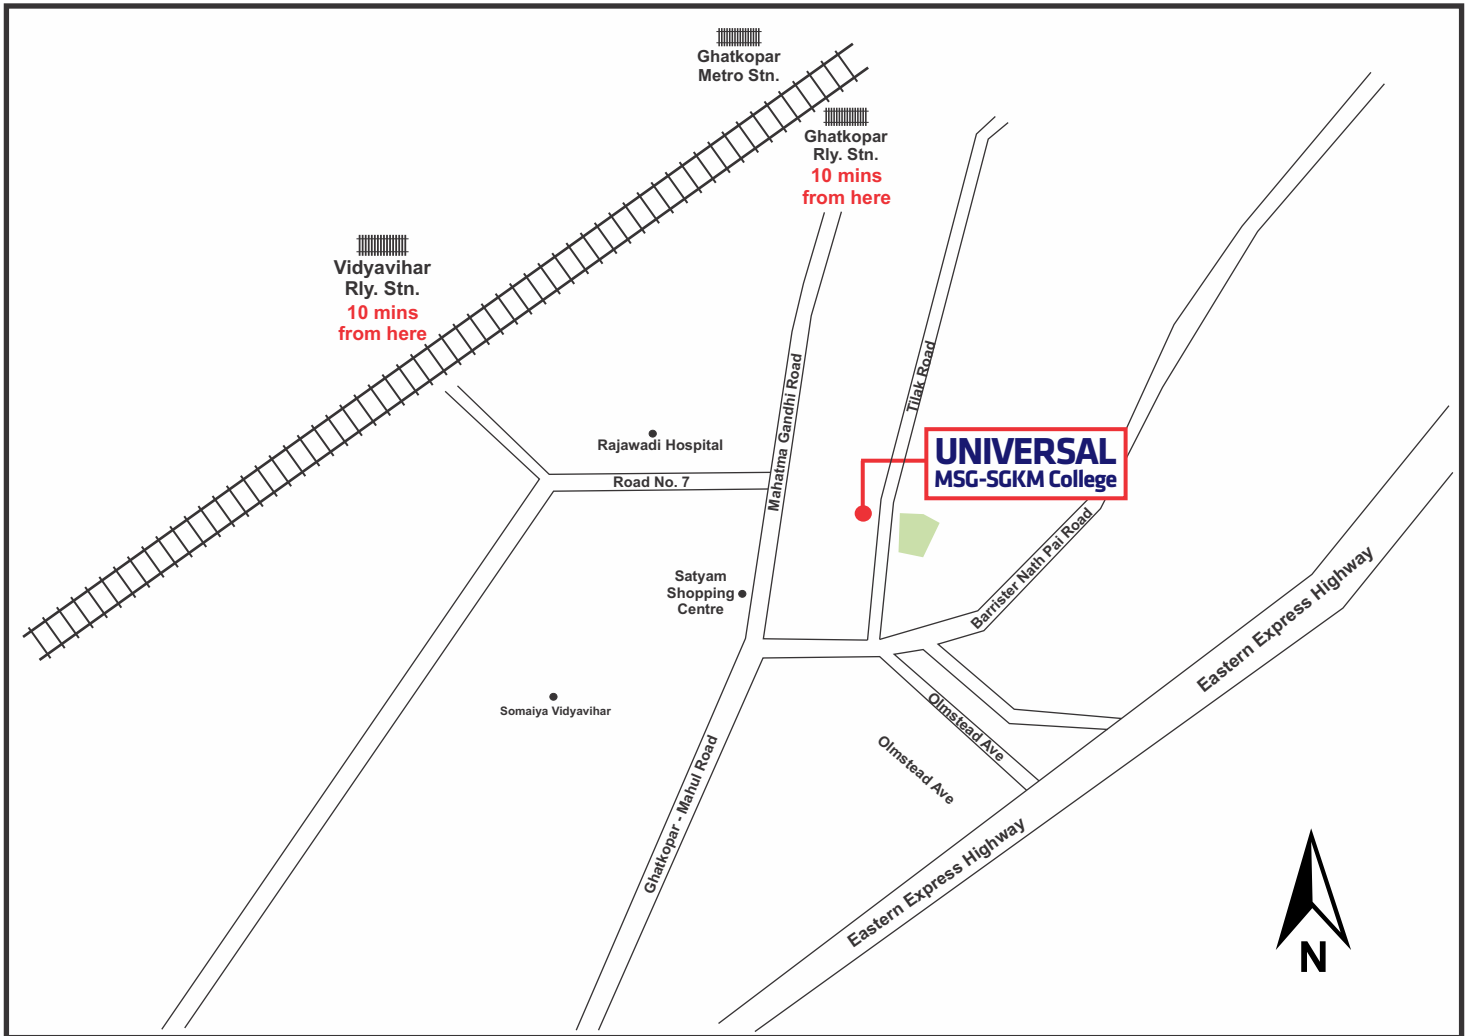 Ghatkopar
Metro Stn.
Ghatkopar
Rly. Stn.
10 mins
from here
Vidyavihar
Rly. Stn.
10 mins
from here
Tilak Road
Mahatma Gandhi Road
Rajawadi Hospital
Road No. 7
UNIVERSAL
MSG-SGKM College
Barrister Nath Pai Road
Eastern Express Highway
Satyam
Shopping
Centre
Somaiya Vidyavihar
Olmstead Ave
Olmstead Ave
Ghatkopar - Mahul Road
Eastern Express Highway
N